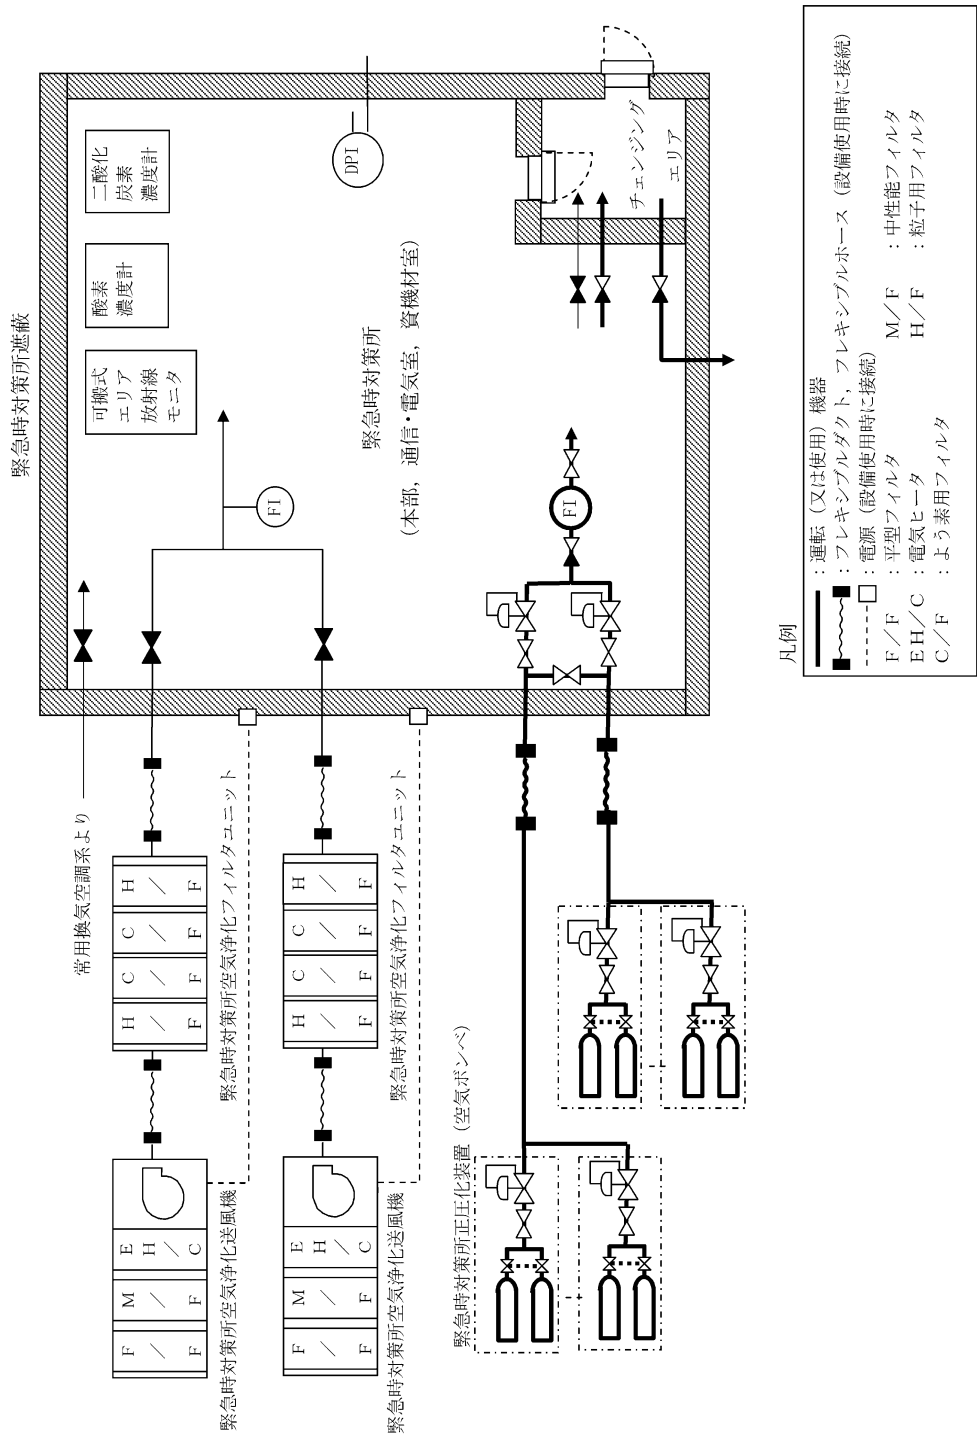 緊急時対策所遮蔽
二酸化
炭素
濃度計
酸素
濃度計
可搬式
エリア
放射線
モニタ
DPI
チェンジング
エリア
緊急時対策所
(本部, 通信・電気室, 資機材室)
FI
FI
常用換気空調系より
H/F
C/F
C/F
H/F
緊急時対策所空気浄化フィルタユニット
F/F
M/F
EH/C
緊急時対策所空気浄化送風機
H/F
C/F
C/F
H/F
緊急時対策所空気浄化フィルタユニット
F/F
M/F
EH/C
緊急時対策所空気浄化送風機
緊急時対策所正圧化装置(空気ボンベ)
凡例
:運転(又は使用)機器
:フレキシブルダクト, フレキシブルホース(設備使用時に接続)
:電源(設備使用時に接続)
F/F :平型フィルタ M/F :中性能フィルタ
EH/C :電気ヒータ H/F :粒子用フィルタ
C/F :よう素用フィルタ